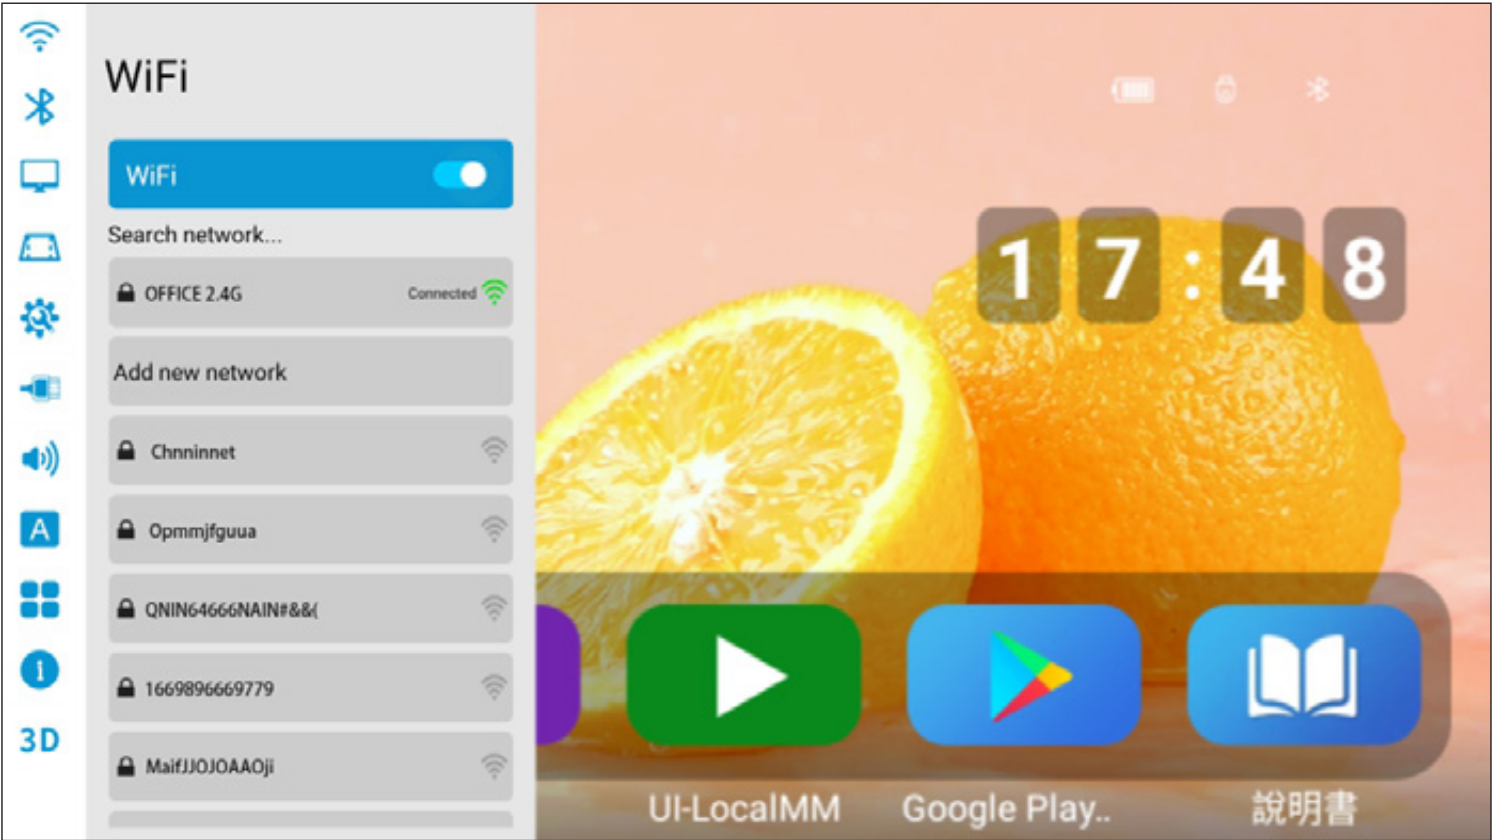 WiFi
WiFi
Search network...
OFFICE 2.4G Connected
Add new network
Chnninnet
Opmmjfguua
QNIN64666NAIN#&&(
1669896669779
MaifJJOJOAAOji
A
3D
17:48
UI-LocalMM
Google Play..
說明書